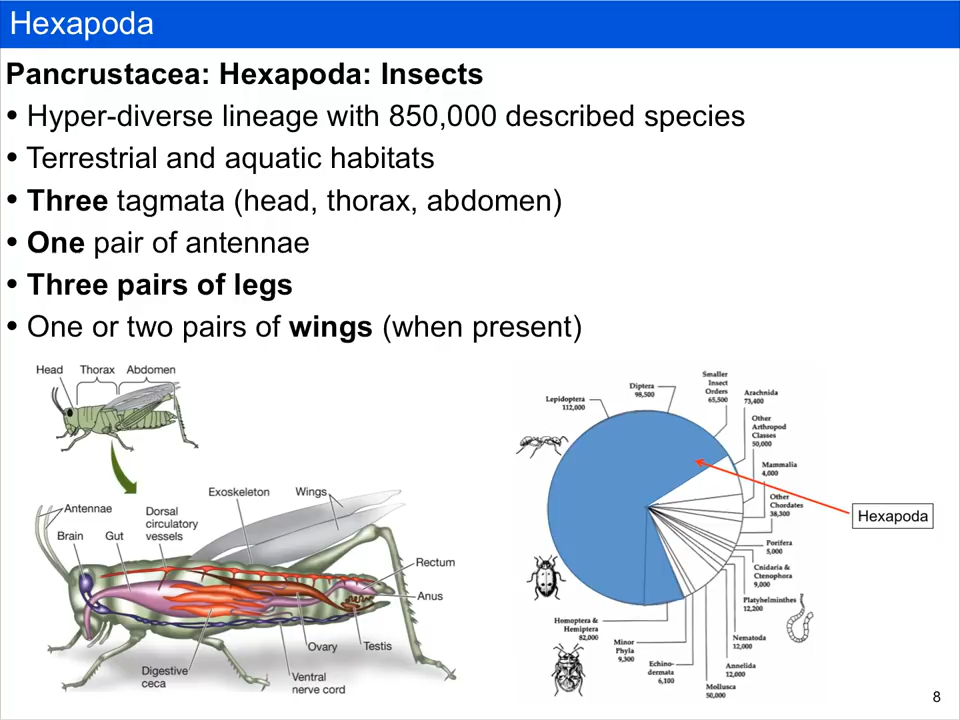 Hexapoda
Pancrustacea: Hexapoda: Insects
• Hyper-diverse lineage with 850,000 described species
• Terrestrial and aquatic habitats
• Three tagmata (head, thorax, abdomen)
• One pair of antennae
• Three pairs of legs
• One or two pairs of wings (when present)
Head
Thorax
Abdomen
Antennae
Brain
Gut
Dorsal
circulatory
vessels
Exoskeleton
Wings
Rectum
Anus
Testis
Ovary
Ventral
nerve cord
Digestive
ceca
Lepidoptera
112,000
Diptera
98,500
Smaller
Insect
Orders
65,500
Arachnida
73,400
Other
Arthropod
Classes
50,000
Mammalia
4,000
Other
Chordates
38,300
Hexapoda
Porifera
5,000
Cnidaria &
Ctenophora
9,000
Platyhelminthes
12,200
Nematoda
12,000
Annelida
12,000
Mollusca
50,000
Echino-
dermata
6,100
Minor
Phyla
9,300
Homoptera &
Hemiptera
82,000
8